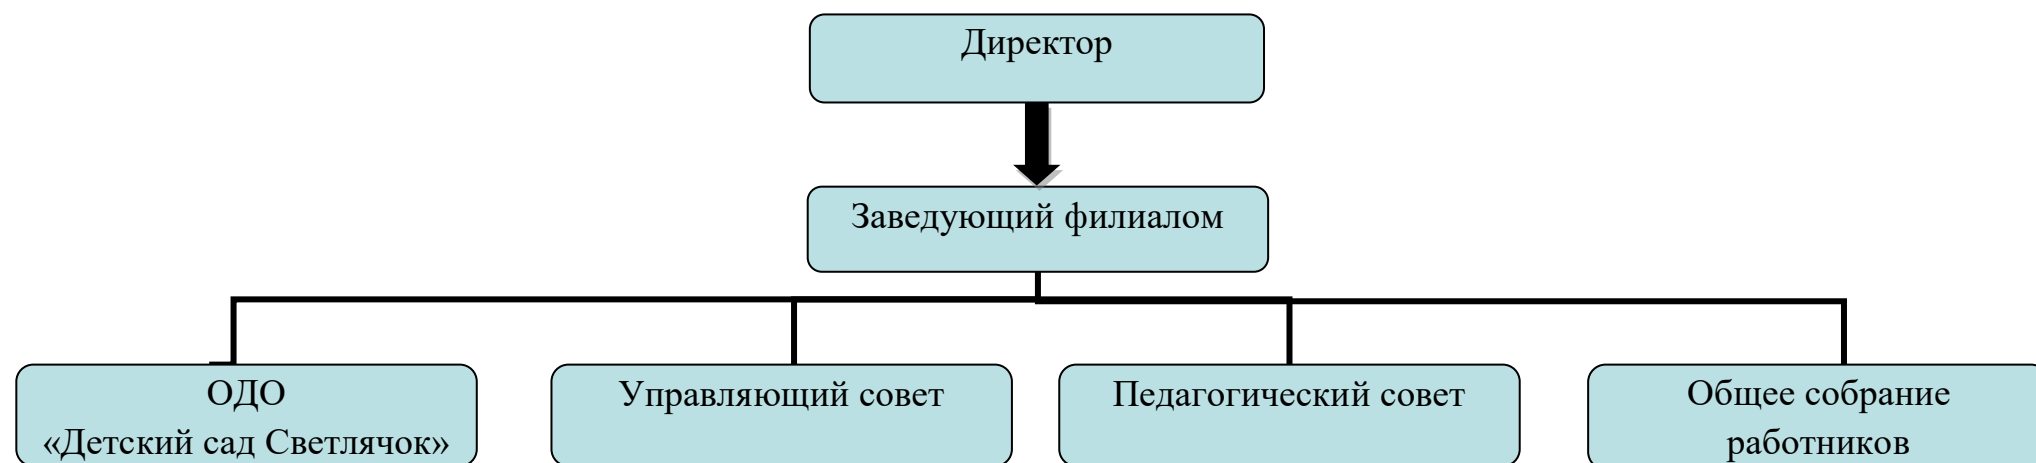 Директор
Заведующий филиалом
ОДО
«Детский сад Светлячок»
Управляющий совет
Педагогический совет
Общее собрание
работников